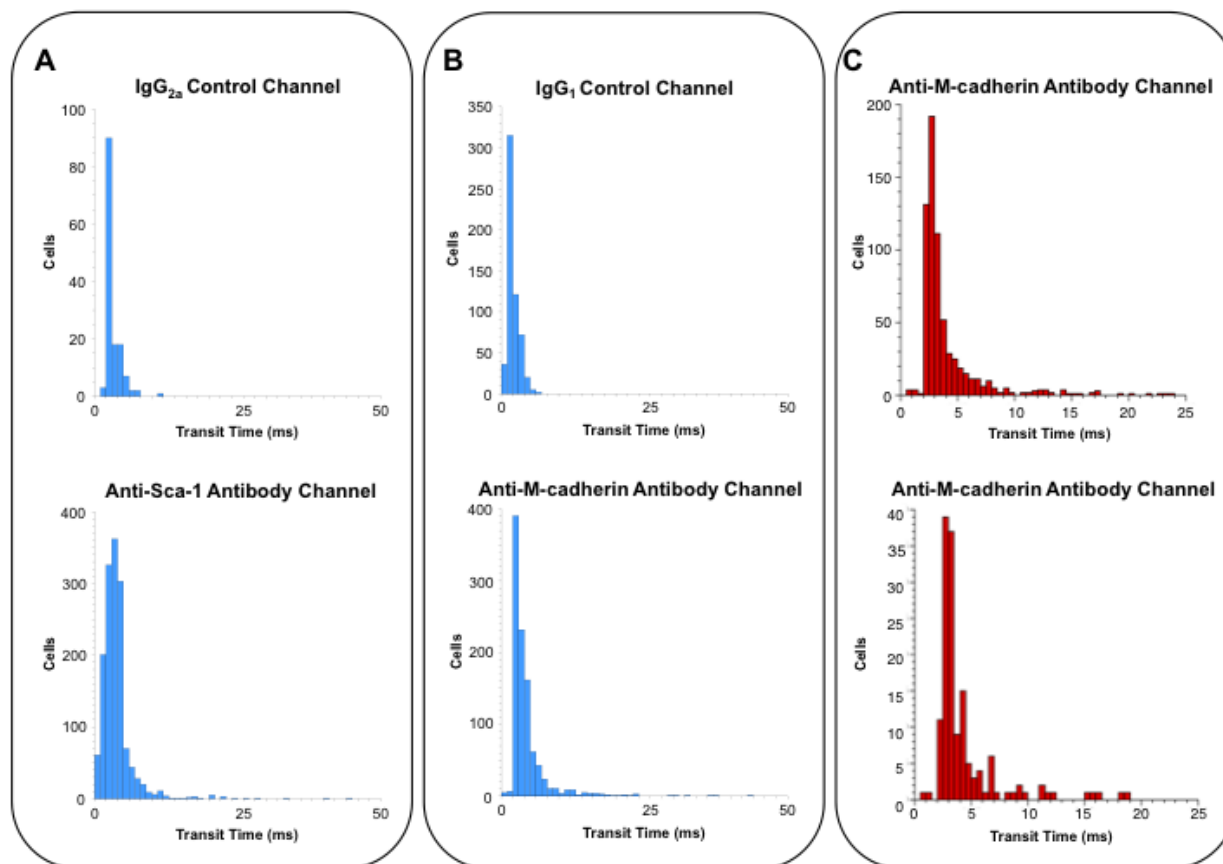 A
IgG2a Control Channel
100
80
60
40
20
0
Cells
0 25 50
Transit Time (ms)
Anti-Sca-1 Antibody Channel
400
300
200
100
0
Cells
0 25 50
Transit Time (ms)
B
IgG1 Control Channel
350
300
250
200
150
100
50
0
Cells
0 25 50
Transit Time (ms)
Anti-M-cadherin Antibody Channel
400
300
200
100
0
Cells
0 25 50
Transit Time (ms)
C
Anti-M-cadherin Antibody Channel
200
150
100
50
0
Cells
0 5 10 15 20 25
Transit Time (ms)
Anti-M-cadherin Antibody Channel
40
35
30
25
20
15
10
5
0
Cells
0 5 10 15 20 25
Transit Time (ms)